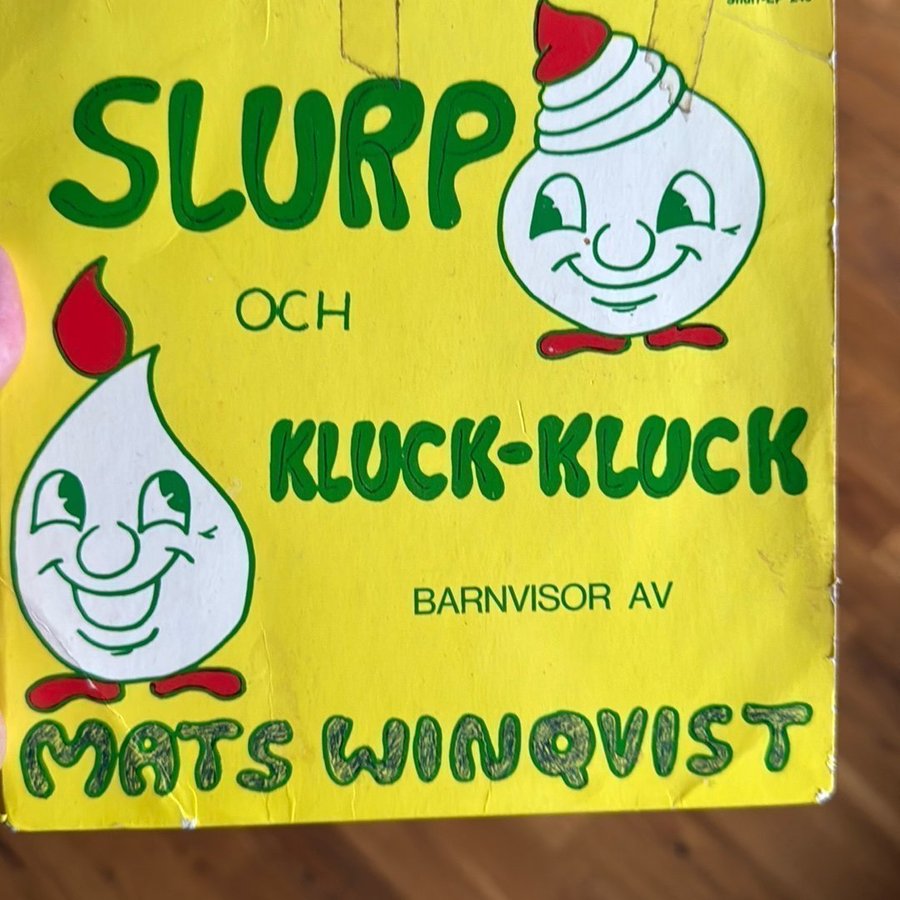 SLURP
OCH
KLUCK-KLUCK
BARNVISOR AV
MATS WINQVIST